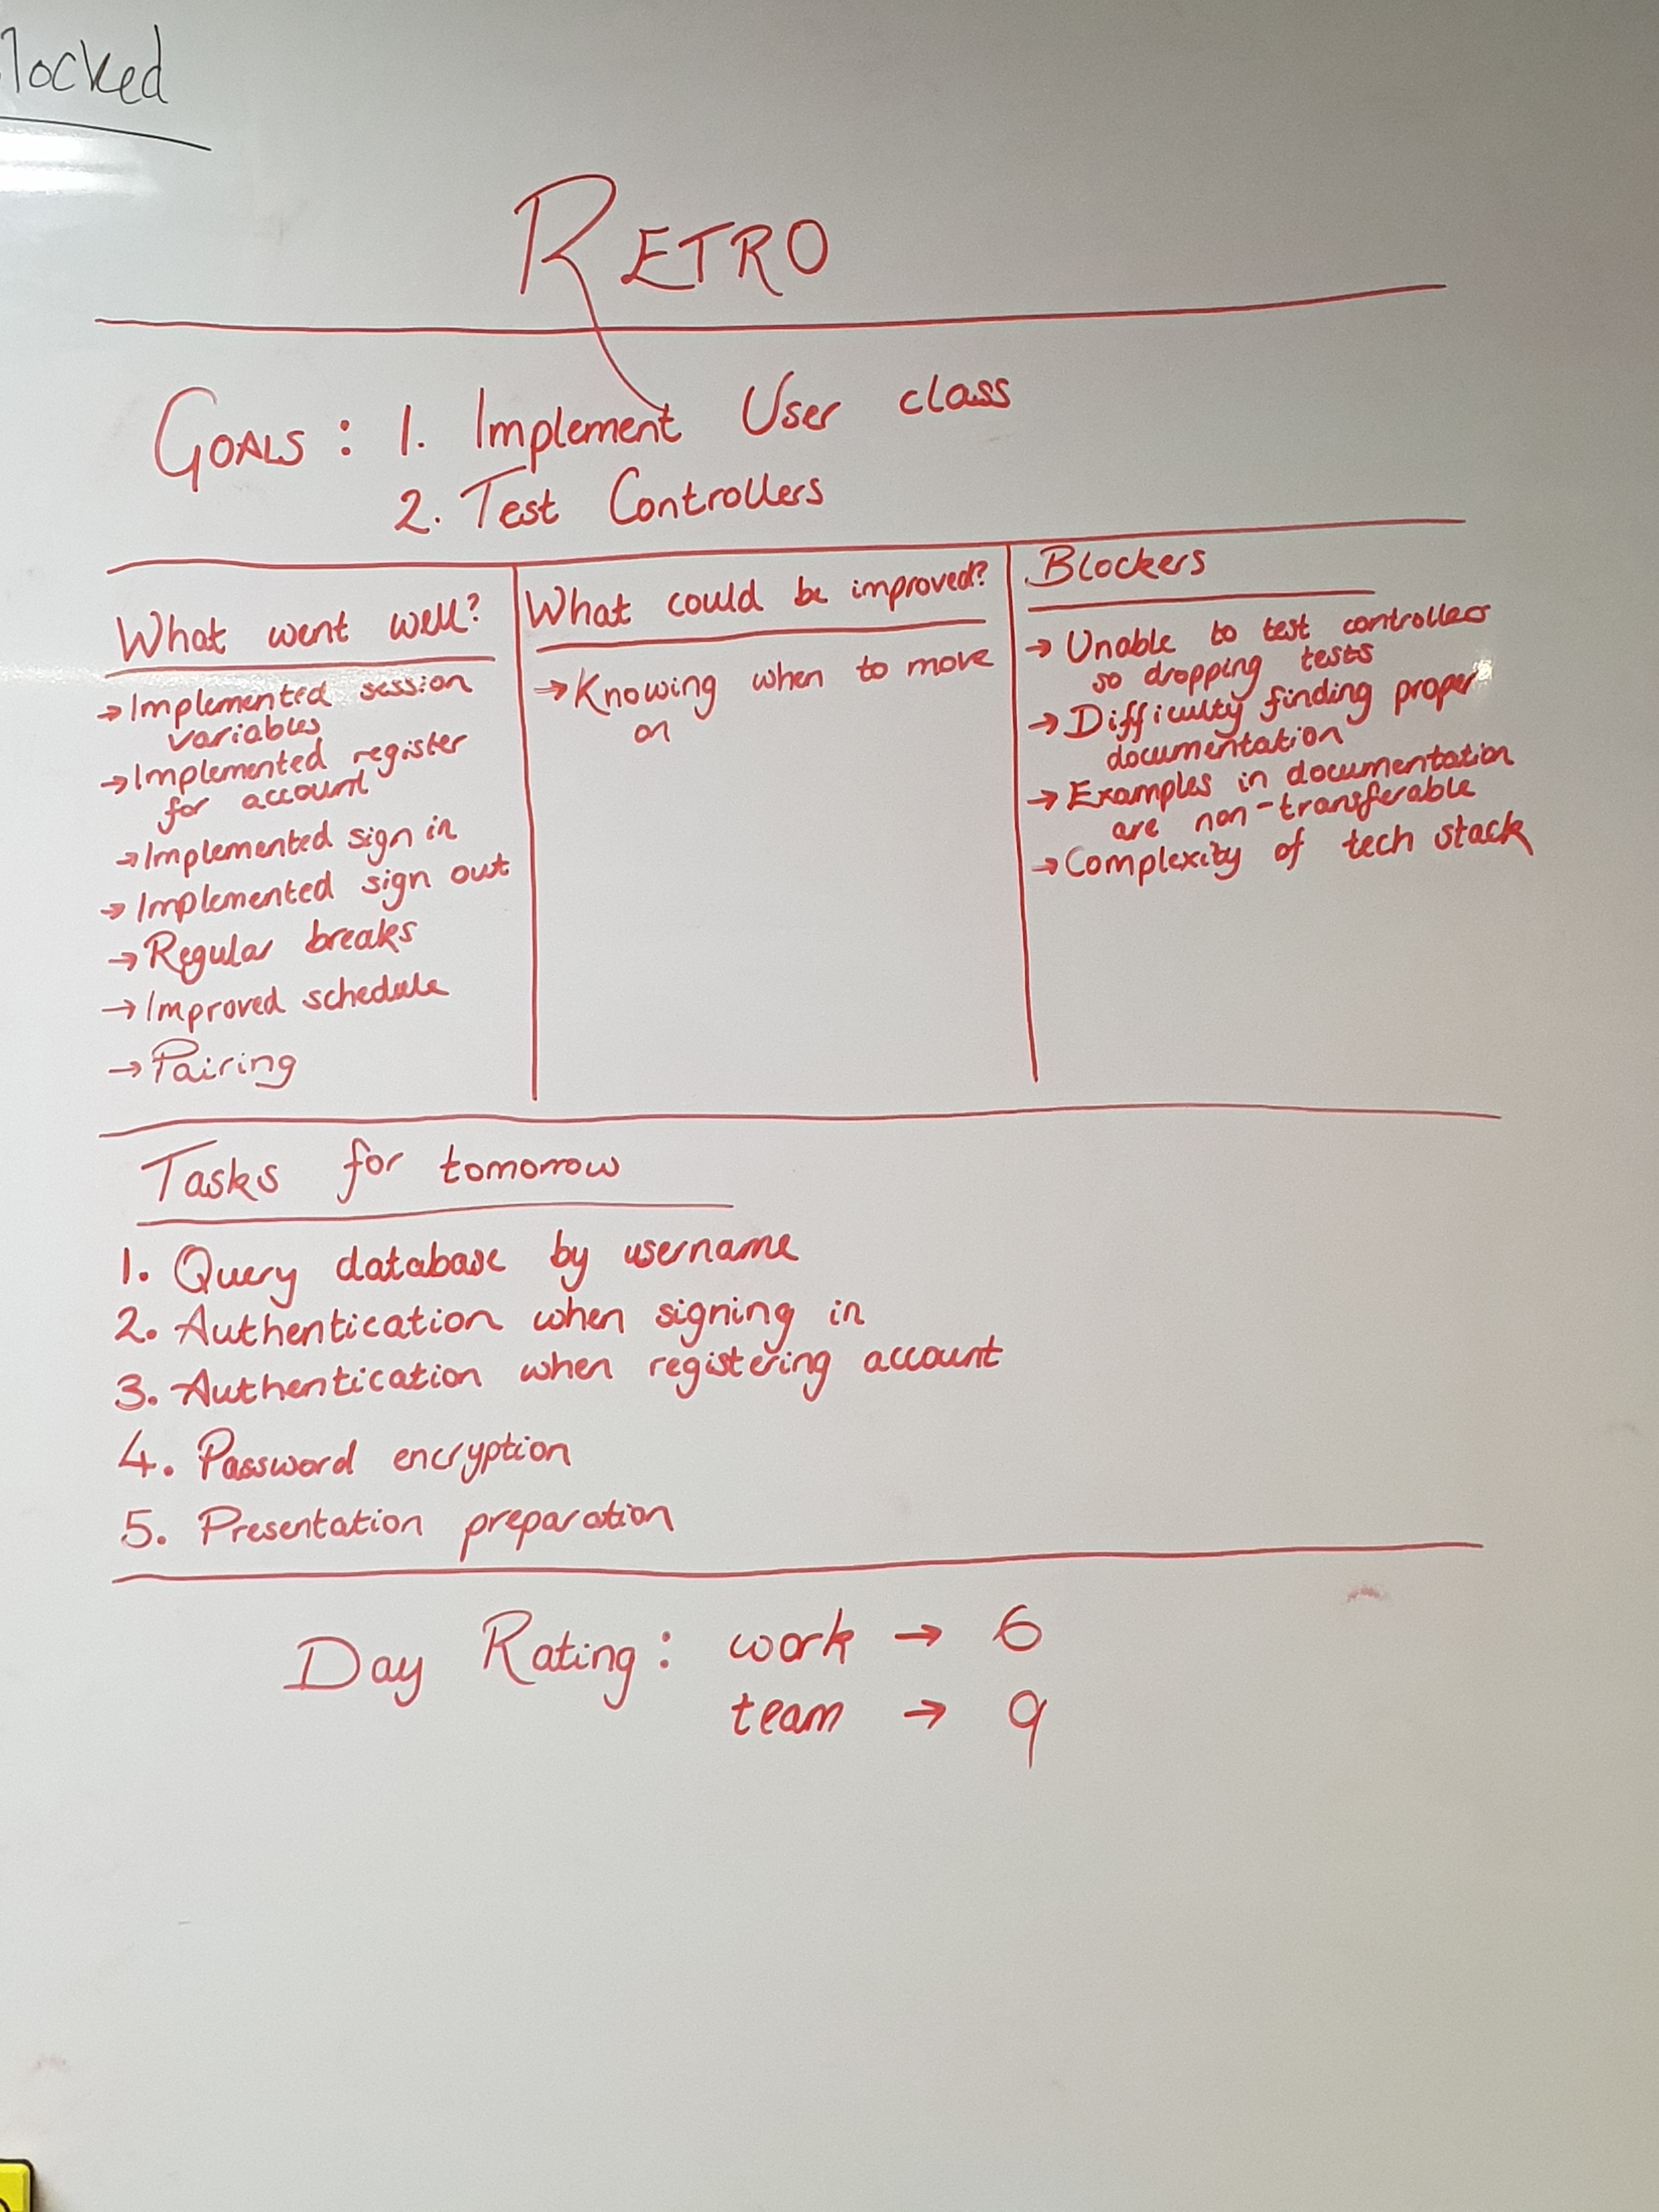 locked
RETRO
GOALS: 1. Implement User class
2. Test Controllers
What went well?
→ Implemented session
variables
→ Implemented register
for account
→ Implemented sign in
→ Implemented sign out
→ Regular breaks
→ Improved schedule
→ Pairing
What could be improved?
→ Knowing when to move
on
Blockers
→ Unable to test controllers
so dropping tests
→ Difficulty finding proper
documentation
→ Examples in documentation
are non-transferable
→ Complexity of tech stack
Tasks for tomorrow
1. Query database by username
2. Authentication when signing in
3. Authentication when registering account
4. Password encryption
5. Presentation preparation
Day Rating: work → 6
team → 9